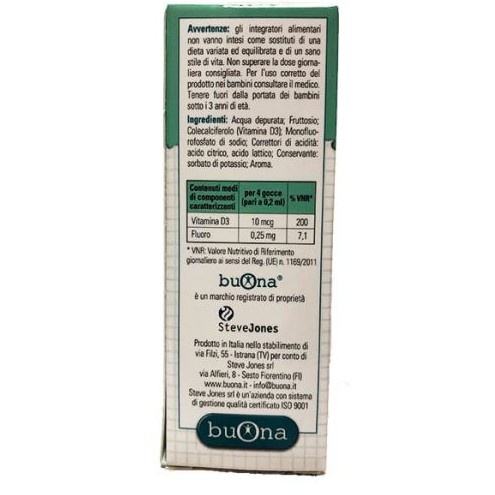 Avvertenze: gli integratori alimentari
non vanno intesi come sostituti di una
dieta variata ed equilibrata e di un sano
stile di vita. Non superare la dose giorna-
liera consigliata. Per l'uso corretto del
prodotto nei bambini consultare il medico.
Tenere fuori dalla portata dei bambini
sotto i 3 anni di età.
Ingredienti: Acqua depurata; Fruttosio;
Colecalciferolo (Vitamina D3); Monofluo-
rofosfato di sodio; Correttori di acidità:
acido citrico, acido lattico; Conservante:
sorbato di potassio; Aroma.
Contenuti medi di componenti caratterizzanti per 4 gocce (pari a 0,2 ml) % VNR*
Vitamina D3 10 mcg 200
Fluoro 0,25 mg 7,1
* VNR: Valore Nutritivo di Riferimento
giornaliero ai sensi del Reg. (UE) n. 1169/2011
buOna®
è un marchio registrato di proprietà
SteveJones
Prodotto in Italia nello stabilimento di
via Filzi, 55 - Istrana (TV) per conto di
Steve Jones srl
via Alfieri, 8 - Sesto Fiorentino (FI)
www.buona.it - info@buona.it
Steve Jones srl è un'azienda con sistema
di gestione qualità certificato ISO 9001
buOna